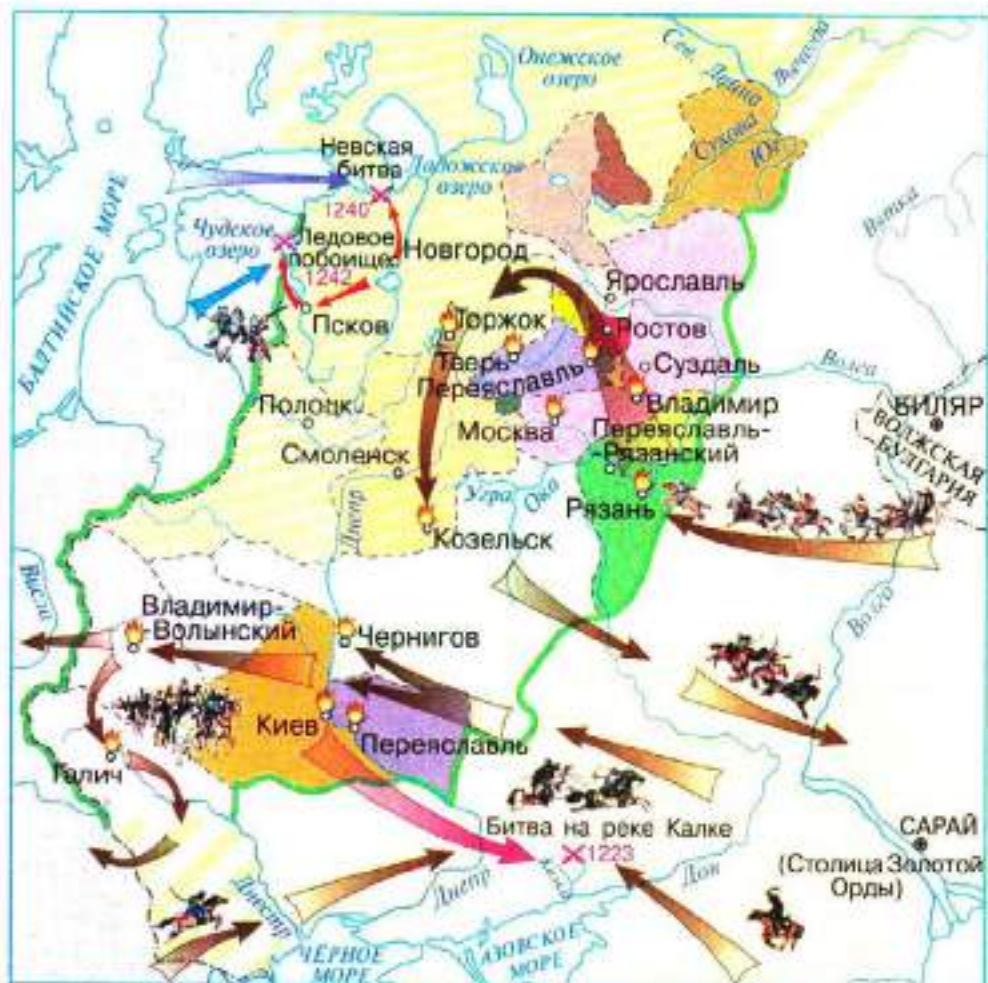 Онежское
озеро
Сев. Двина
Вычегда
Сухона
Юг
Невская
битва
Ладожское
озеро
1240
Чудское
озеро
Ледовое
побоище
1242
Новгород
Вятка
БАЛТИЙСКОЕ МОРЕ
Псков
Ярославль
Торжок
Ростов
Тверь
Переяславль
Суздаль
Волга
Полоцк
Владимир
БИЛЯР
ВОЛЖСКАЯ
БУЛГАРИЯ
Москва
Переяславль-
-Рязанский
Смоленск
Угра
Ока
Рязань
Днепр
Козельск
Висла
Владимир-
-Волынский
Чернигов
Волга
Киев
Переяславль
Галич
Битва на реке Калке
1223
САРАЙ
(Столица Золотой
Орды)
Днепр
Дон
Днестр
ЧЁРНОЕ
МОРЕ
АЗОВСКОЕ
МОРЕ